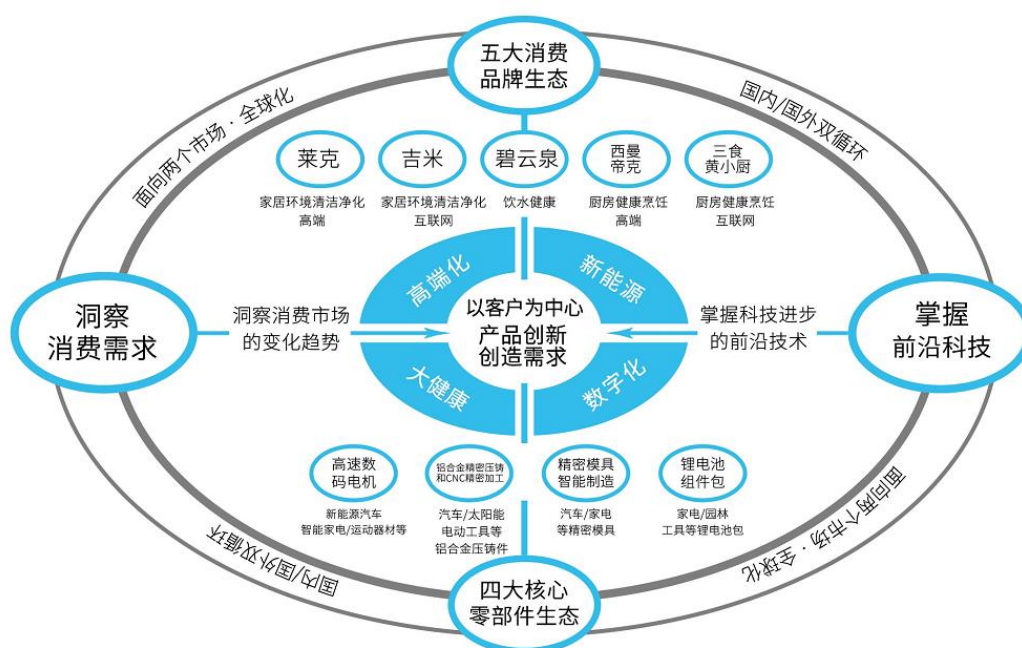 五大消费
品牌生态
面向两个市场·全球化
国内/国外双循环
莱克
吉米
碧云泉
西曼
帝克
三食
黄小厨
家居环境清洁净化
高端
家居环境清洁净化
互联网
饮水健康
厨房健康烹饪
高端
厨房健康烹饪
互联网
高端化
新能源
洞察
消费需求
洞察消费市场
的变化趋势
以客户为中心
产品创新
创造需求
掌握科技进步
的前沿技术
掌握
前沿科技
大健康
数字化
高速数
码电机
铝合金精密压铸
和CNC精密加工
精密模具
智能制造
锂电池
组件包
新能源汽车
智能家电/运动器材等
汽车/太阳能
电动工具等
铝合金压铸件
汽车/家电
等精密模具
家电/园林
工具等锂电池包
国内/国外双循环
面向两个市场·全球化
四大核心
零部件生态